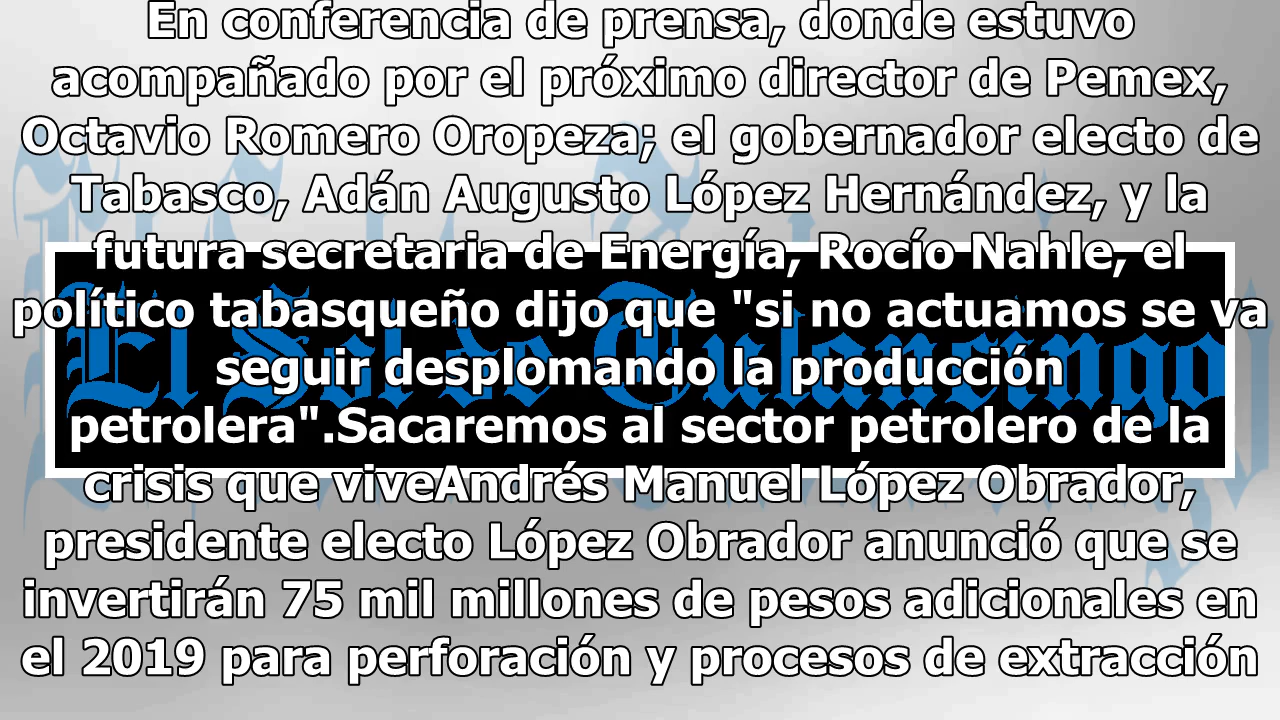 En conferencia de prensa, donde estuvo
acompañado por el próximo director de Pemex,
Octavio Romero Oropeza; el gobernador electo de
Tabasco, Adán Augusto López Hernández, y la
futura secretaria de Energía, Rocío Nahle, el
político tabasqueño dijo que "si no actuamos se va
seguir desplomando la producción
petrolera".Sacaremos al sector petrolero de la
crisis que viveAndrés Manuel López Obrador,
presidente electo López Obrador anunció que se
invertirán 75 mil millones de pesos adicionales en
el 2019 para perforación y procesos de extracción
El Sol de Tulancingo